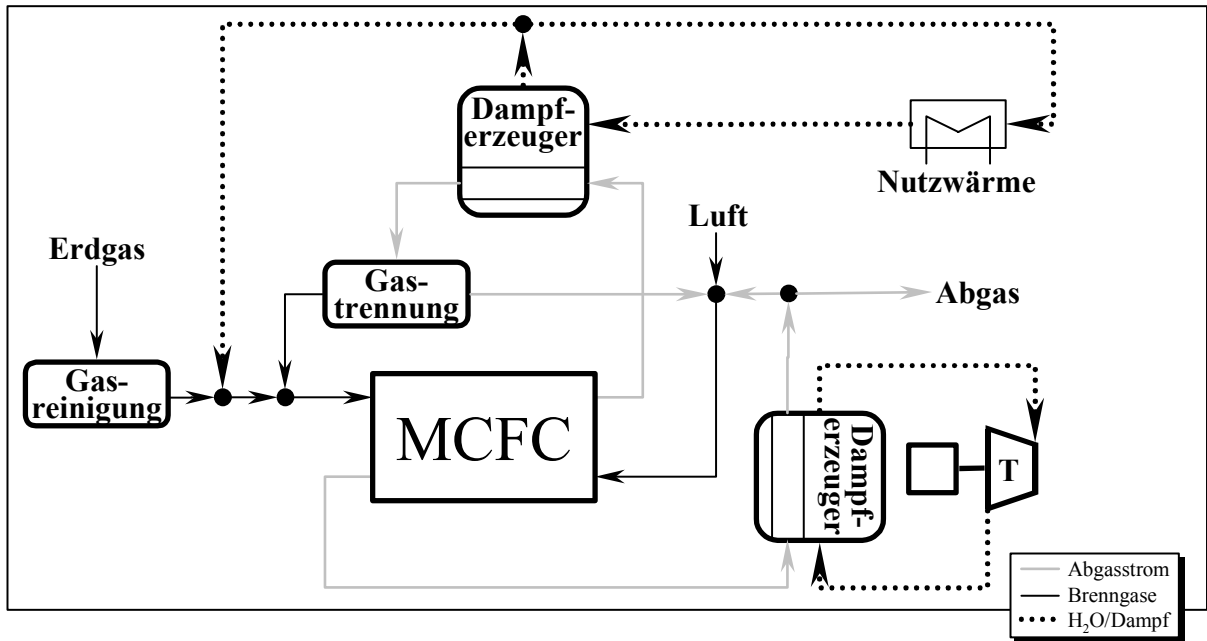 Dampf-
erzeuger
Nutzwärme
Luft
Erdgas
Gas-
trennung
Abgas
Gas-
reinigung
MCFC
Dampf-
erzeuger
T
Abgasstrom
Brenngase
H₂O/Dampf